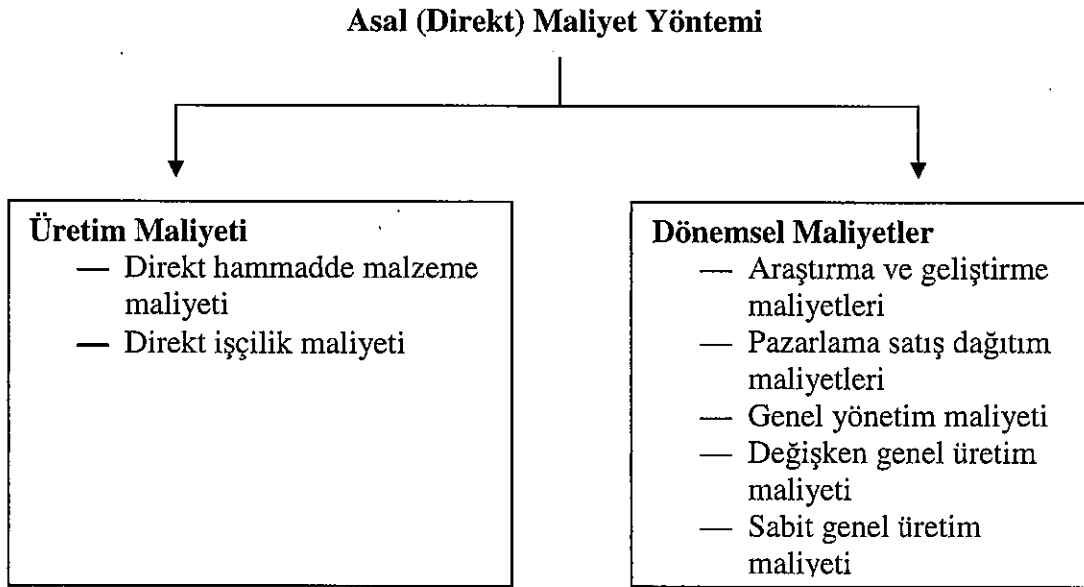 Asal (Direkt) Maliyet Yöntemi
Üretim Maliyeti
— Direkt hammadde malzeme
maliyeti
— Direkt işçilik maliyeti
Dönemsel Maliyetler
— Araştırma ve geliştirme
maliyetleri
— Pazarlama satış dağıtım
maliyetleri
— Genel yönetim maliyeti
— Değişken genel üretim
maliyeti
— Sabit genel üretim
maliyeti